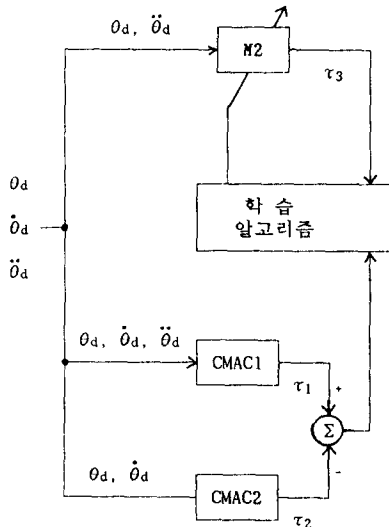 θd, θ̈d
M2
τ3
θd
θ̇d
θ̈d
학 습
알고리즘
θd, θ̇d, θ̈d
CMAC1
τ1
+
Σ
-
θd, θ̇d
CMAC2
τ2